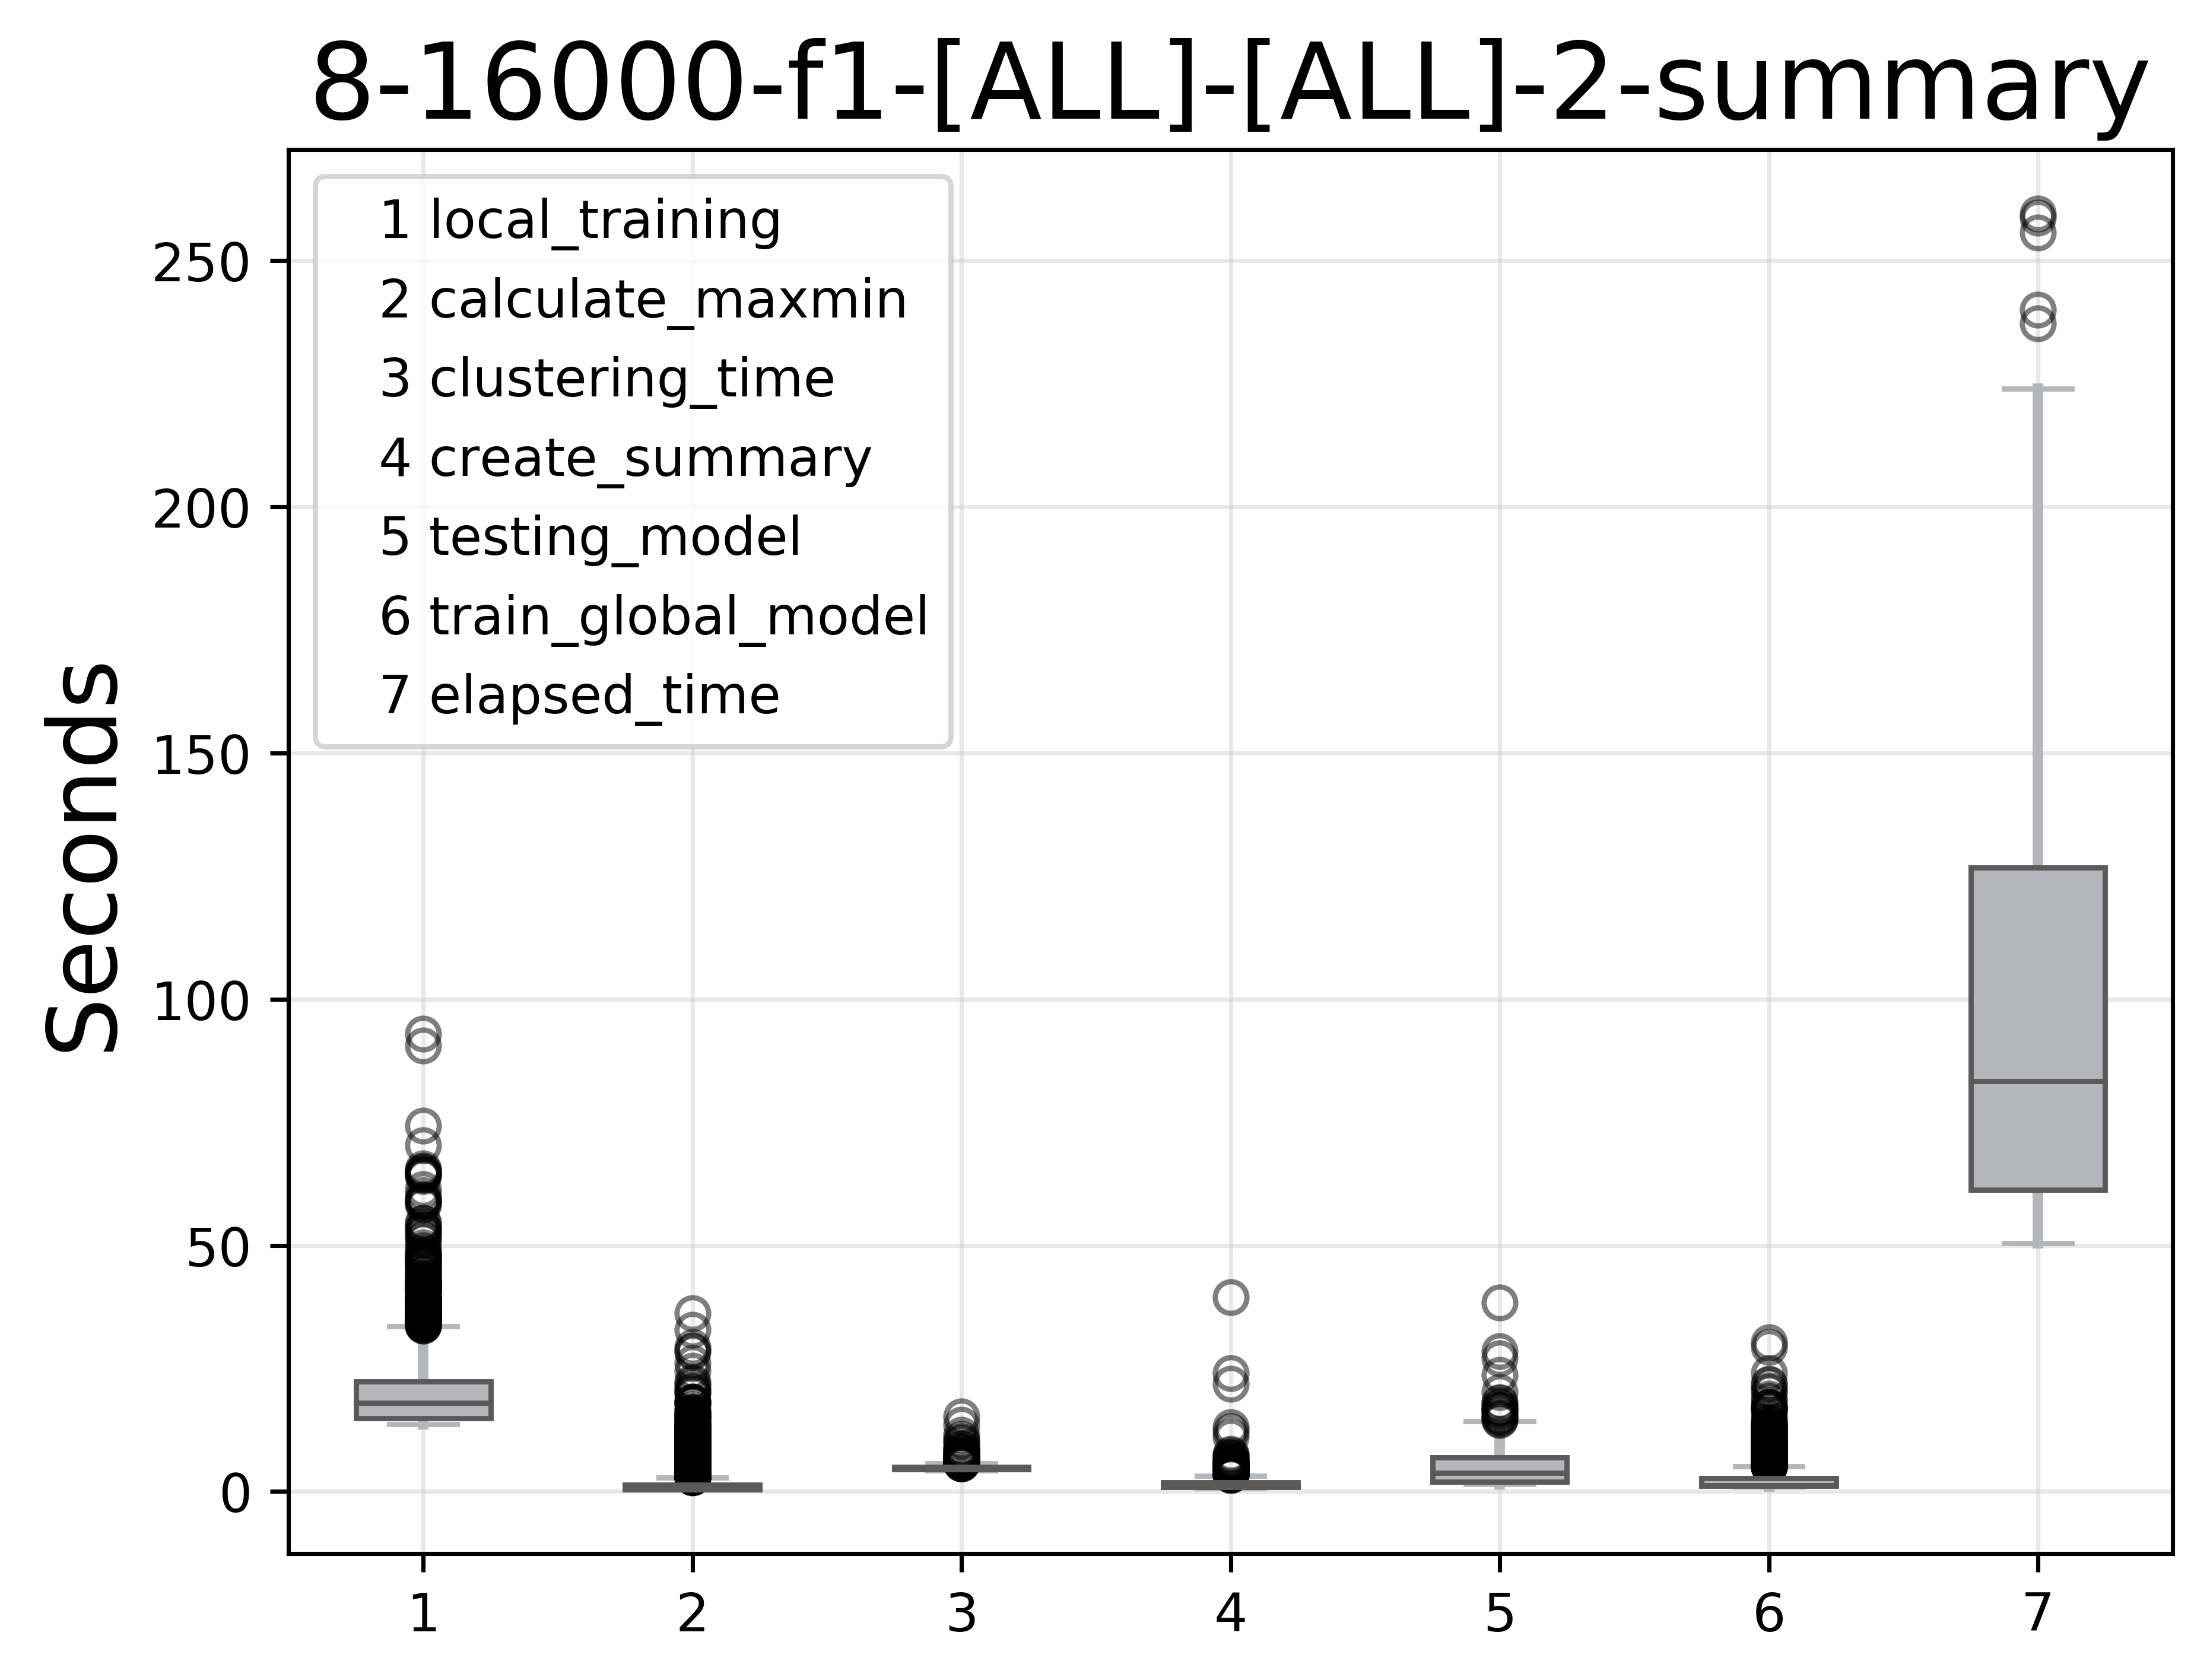 8-16000-f1-[ALL]-[ALL]-2-summary
Seconds
250
200
150
100
50
0
1 local_training
2 calculate_maxmin
3 clustering_time
4 create_summary
5 testing_model
6 train_global_model
7 elapsed_time
1 2 3 4 5 6 7